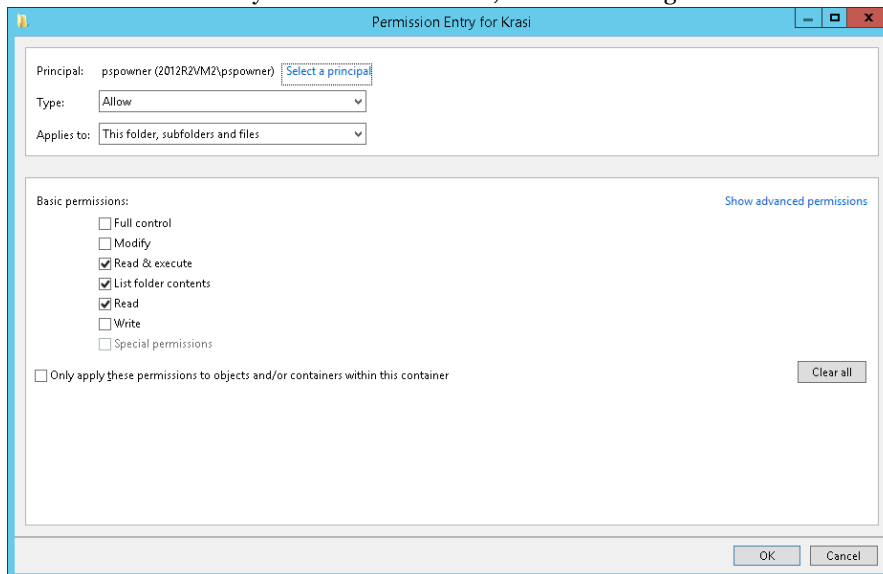 Permission Entry for Krasi
Principal: pspowner (2012R2VM2\pspowner) Select a principal
Type: Allow
Applies to: This folder, subfolders and files
Basic permissions: Show advanced permissions
Full control
Modify
Read & execute
List folder contents
Read
Write
Special permissions
Only apply these permissions to objects and/or containers within this container Clear all
OK Cancel